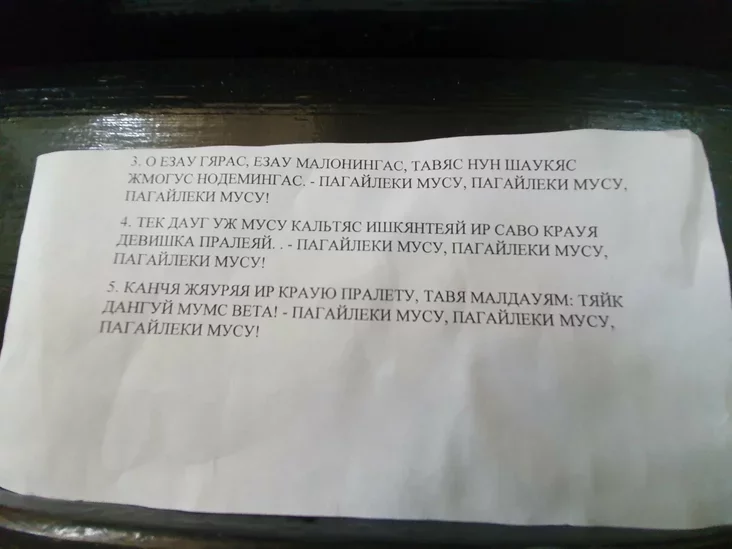 3. О ЕЗАУ ГЯРАС, ЕЗАУ МАЛОНИНГАС, ТАВЯС НУН ШАУКЯС
ЖМОГУС НОДЕМИНГАС. - ПАГАЙЛЕКИ МУСУ, ПАГАЙЛЕКИ МУСУ,
ПАГАЙЛЕКИ МУСУ!
4. ТЕК ДАУГ УЖ МУСУ КАЛЬТЯС ИШКЯНТЕЯЙ ИР САВО КРАУЯ
ДЕВИШКА ПРАЛЕЯЙ. . - ПАГАЙЛЕКИ МУСУ, ПАГАЙЛЕКИ МУСУ,
ПАГАЙЛЕКИ МУСУ!
5. КАНЧЯ ЖЯУРЯЯ ИР КРАУЮ ПРАЛЕТУ, ТАВЯ МАЛДАУЯМ: ТЯЙК
ДАНГУЙ МУМС ВЕТА! - ПАГАЙЛЕКИ МУСУ, ПАГАЙЛЕКИ МУСУ,
ПАГАЙЛЕКИ МУСУ!